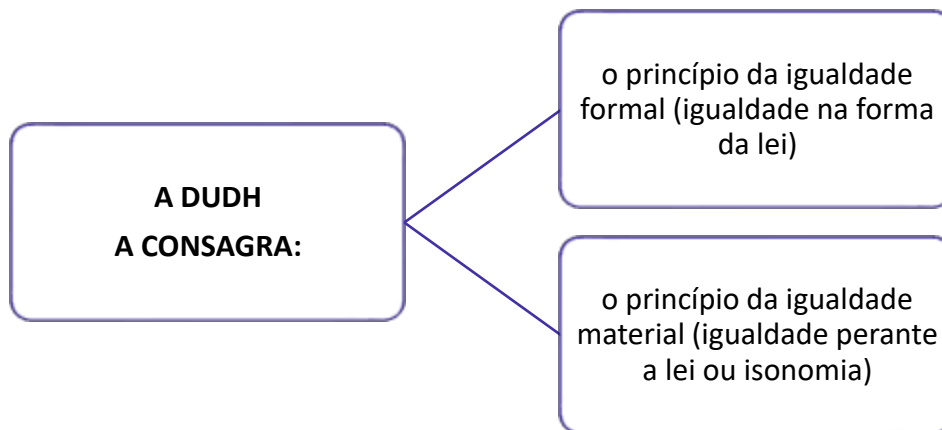 A DUDH
A CONSAGRA:
o princípio da igualdade
formal (igualdade na forma
da lei)
o princípio da igualdade
material (igualdade perante
a lei ou isonomia)